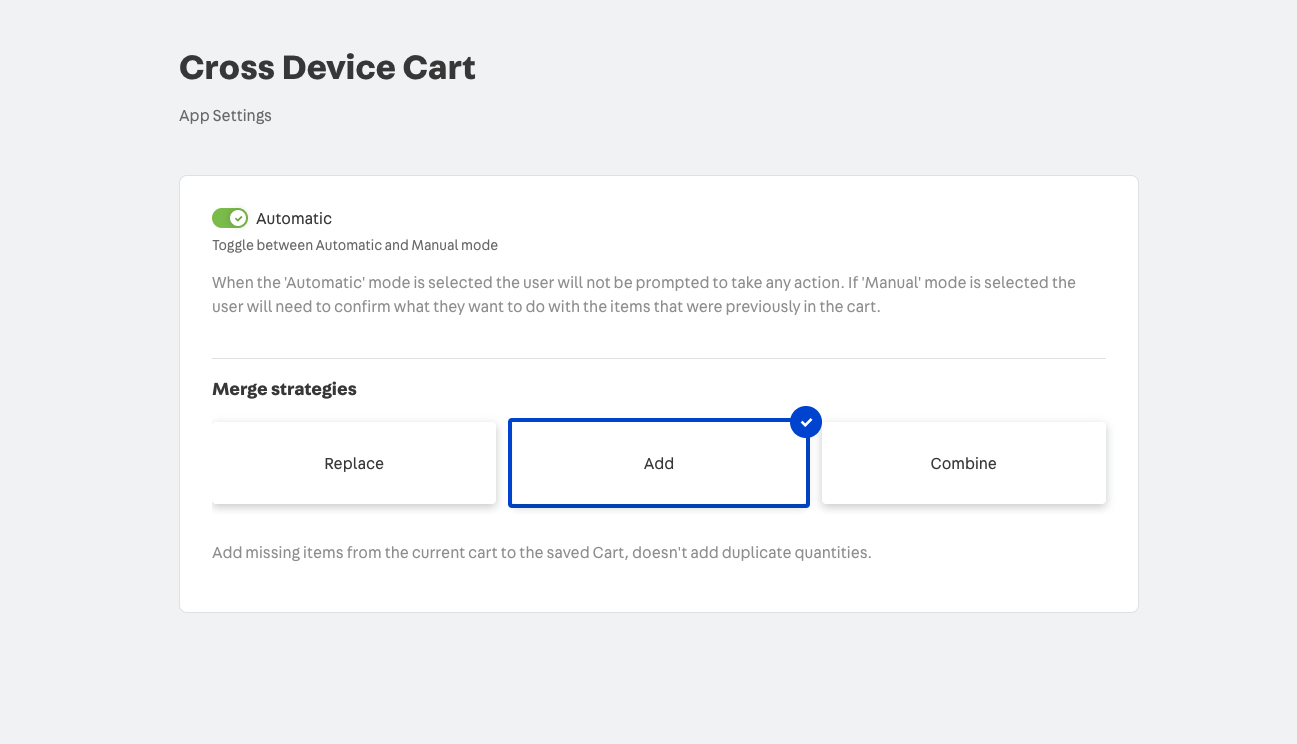 Cross Device Cart
App Settings
Automatic
Toggle between Automatic and Manual mode
When the 'Automatic' mode is selected the user will not be prompted to take any action. If 'Manual' mode is selected the
user will need to confirm what they want to do with the items that were previously in the cart.
Merge strategies
Replace
Add
Combine
Add missing items from the current cart to the saved Cart, doesn't add duplicate quantities.